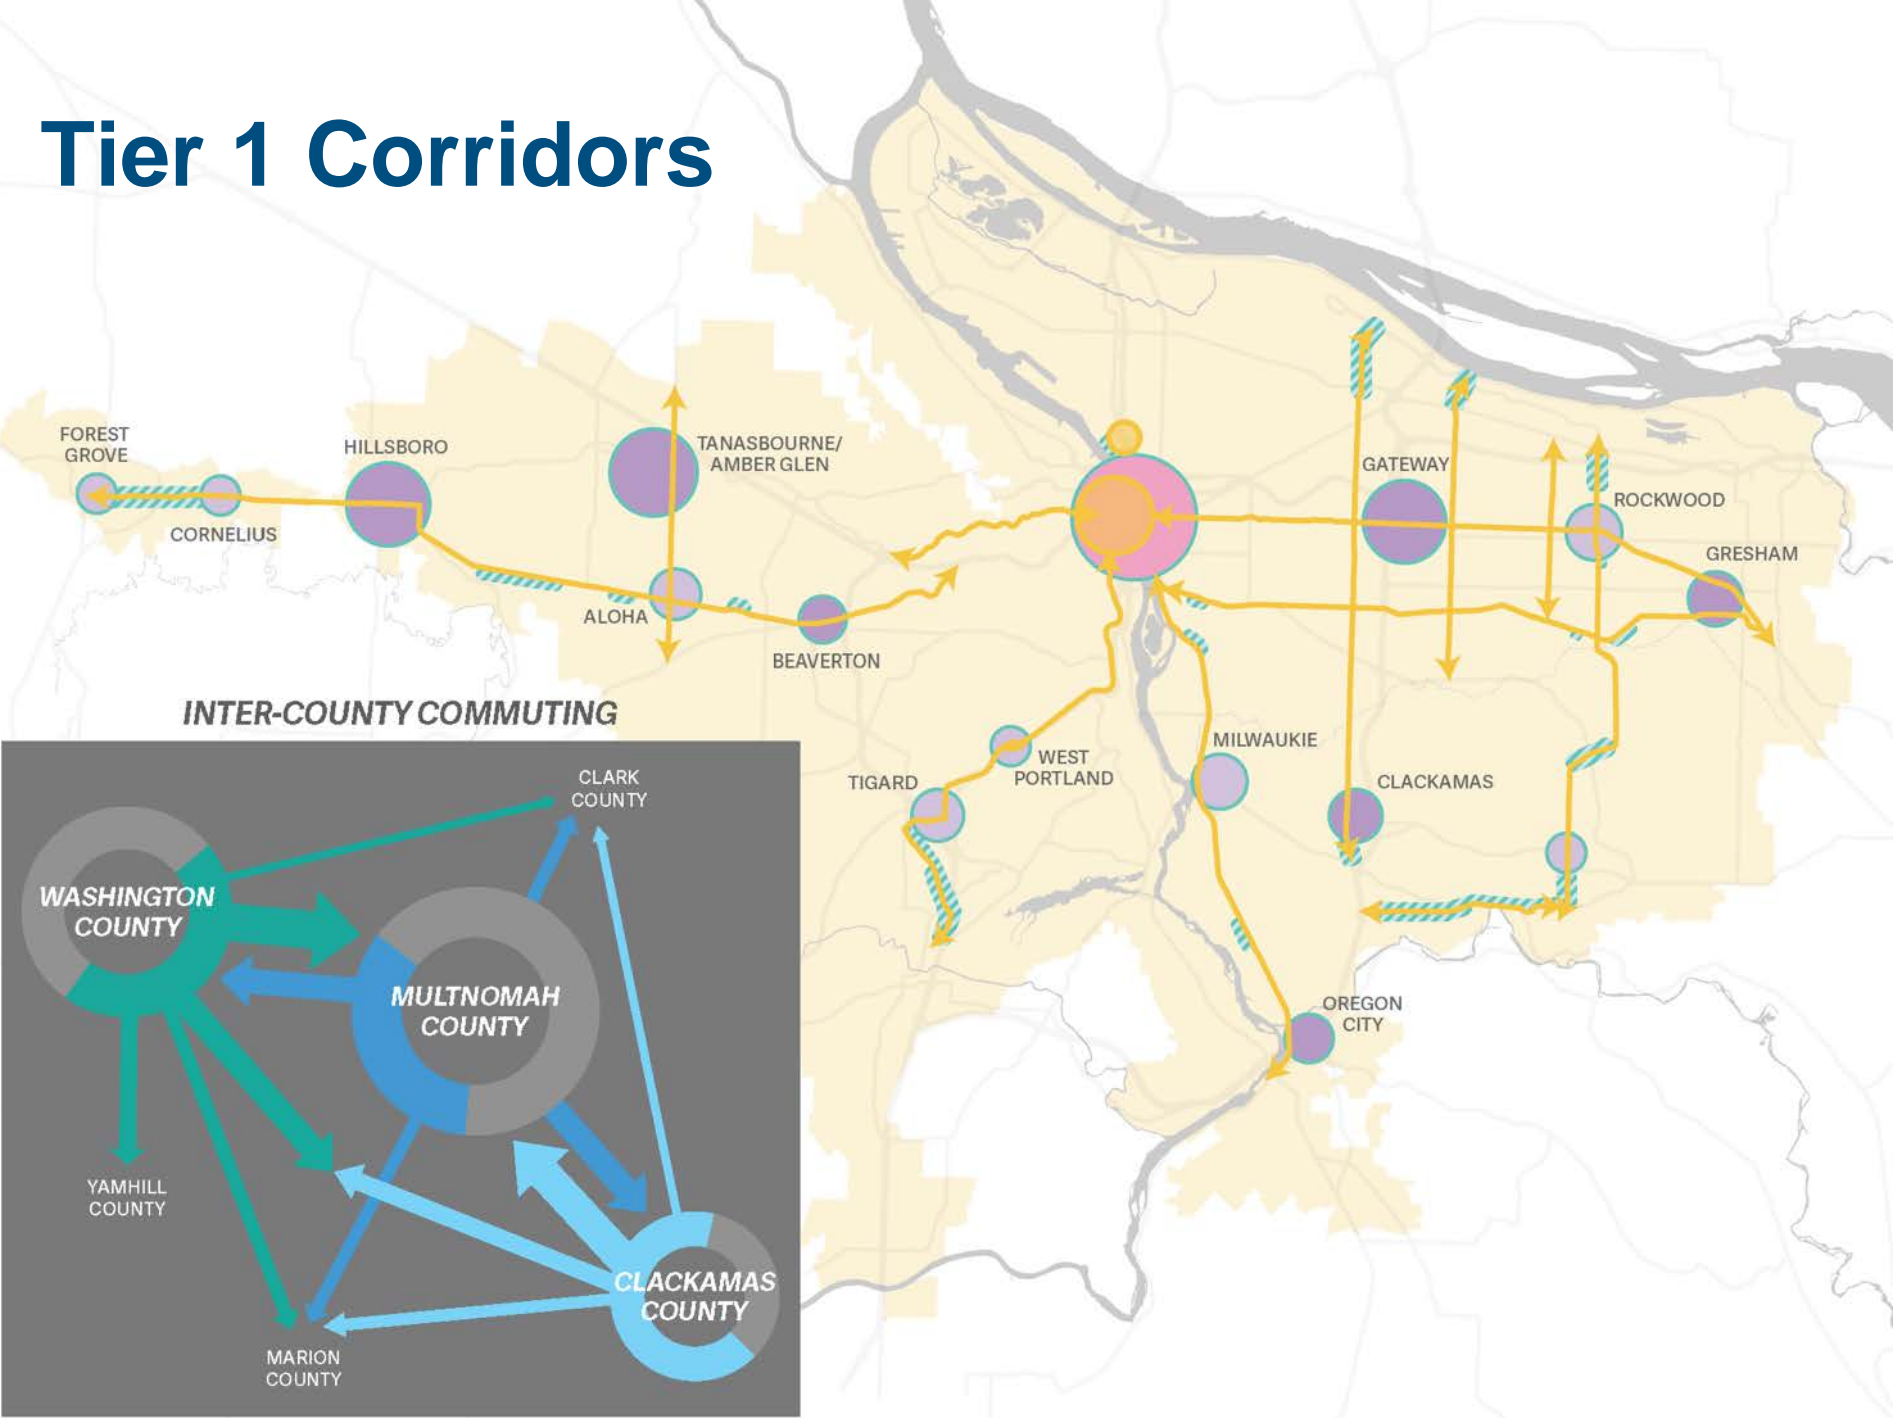 Tier 1 Corridors
FOREST
GROVE
CORNELIUS
HILLSBORO
TANASBOURNE/
AMBER GLEN
ALOHA
BEAVERTON
GATEWAY
ROCKWOOD
GRESHAM
WEST
PORTLAND
TIGARD
MILWAUKIE
CLACKAMAS
OREGON
CITY
INTER-COUNTY COMMUTING
CLARK
COUNTY
WASHINGTON
COUNTY
MULTNOMAH
COUNTY
YAMHILL
COUNTY
CLACKAMAS
COUNTY
MARION
COUNTY